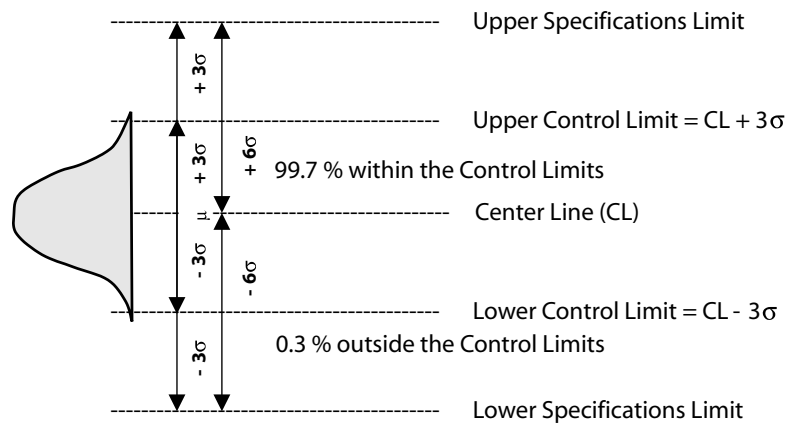 Upper Specifications Limit
+ 3σ
Upper Control Limit = CL + 3σ
+ 3σ
+ 6σ
99.7 % within the Control Limits
μ
Center Line (CL)
- 3σ
- 6σ
Lower Control Limit = CL - 3σ
0.3 % outside the Control Limits
- 3σ
Lower Specifications Limit